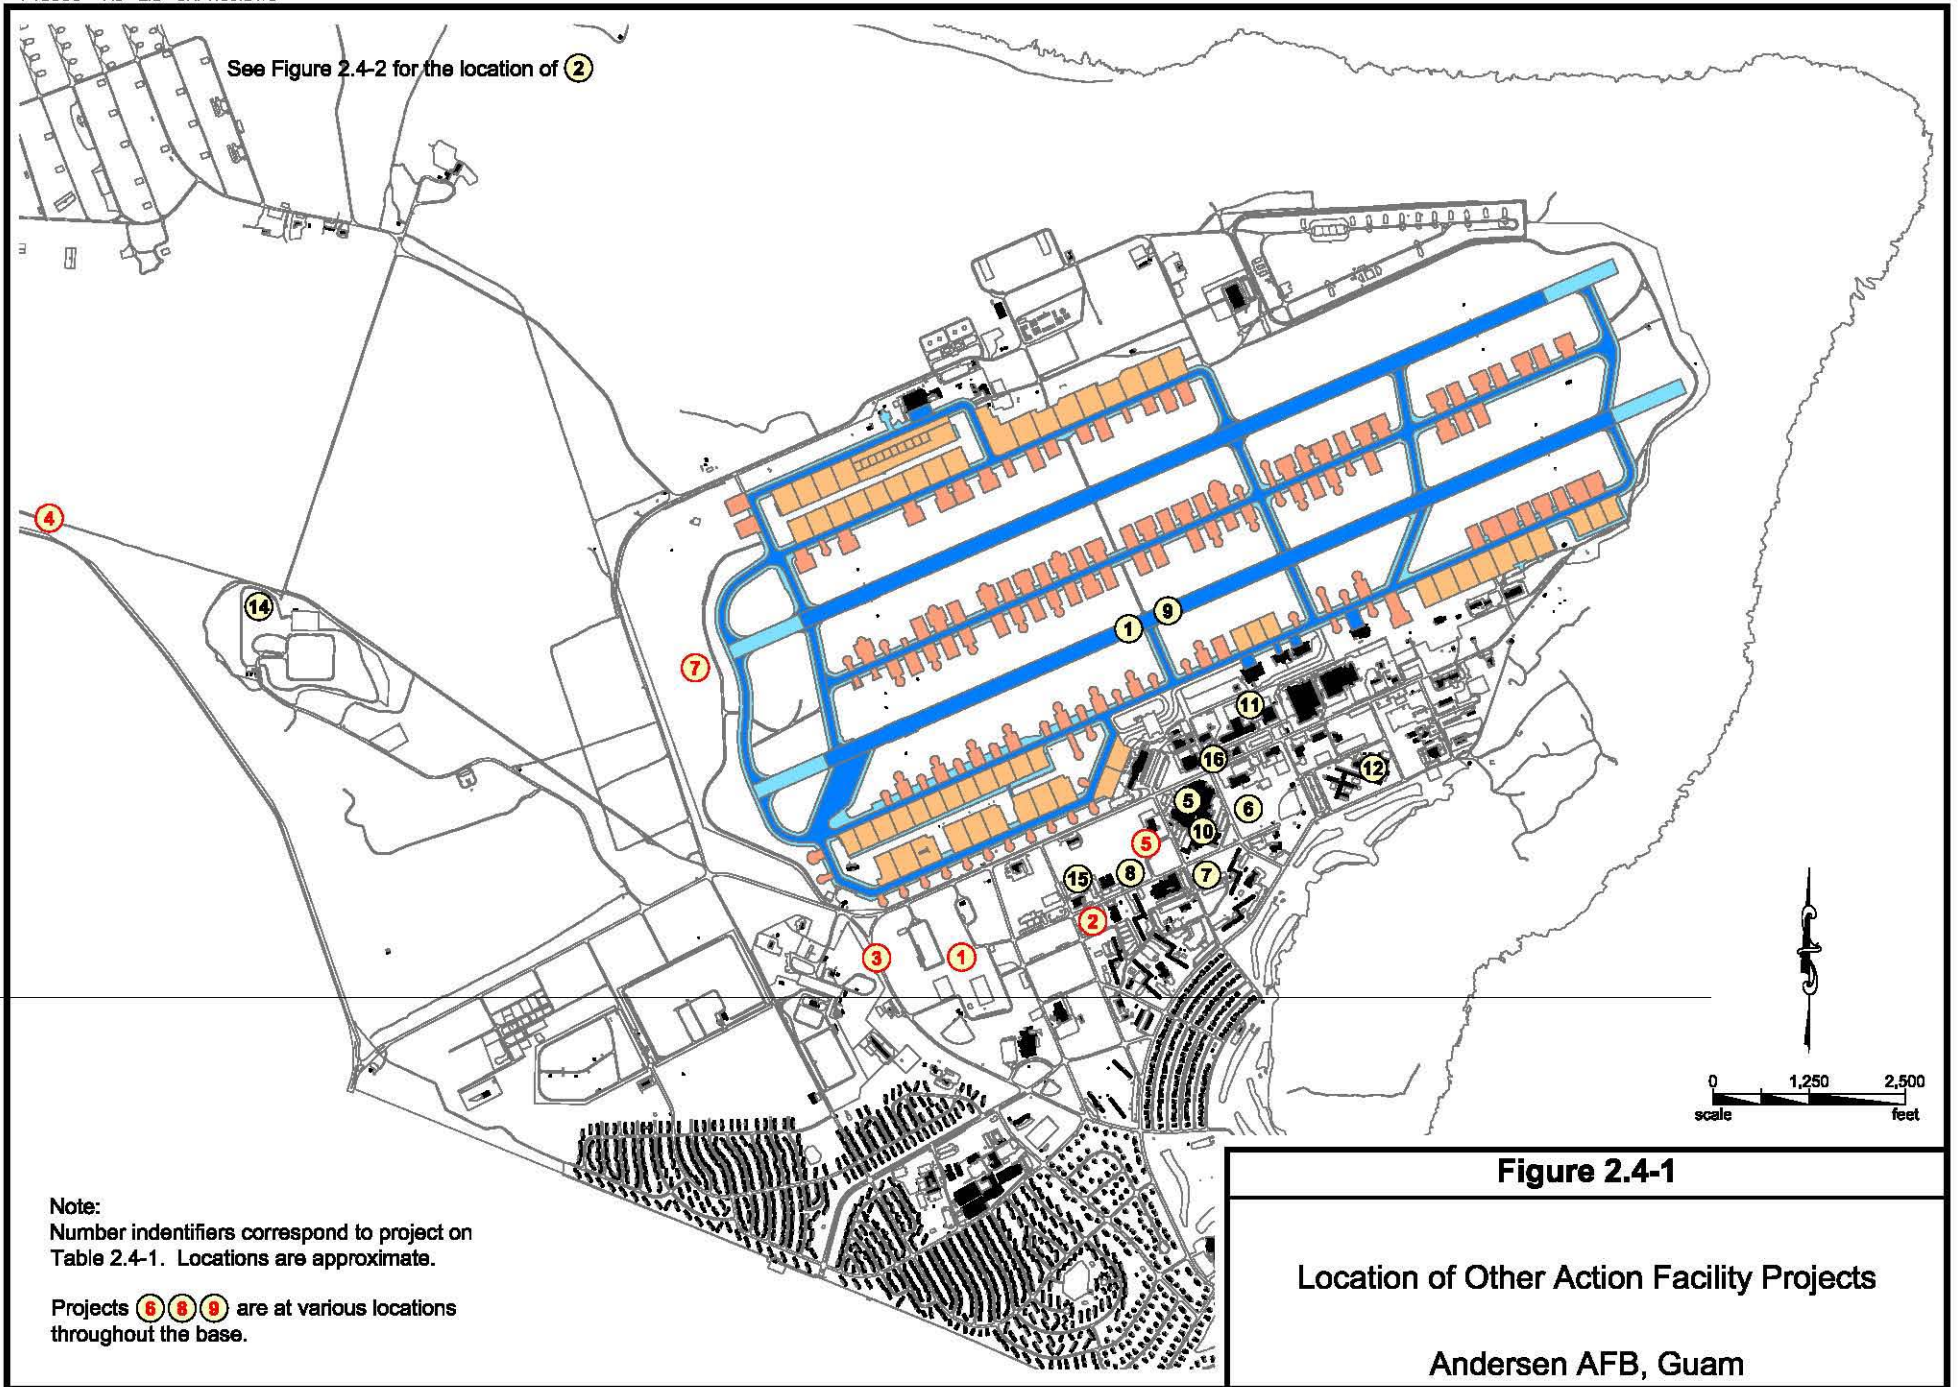 See Figure 2.4-2 for the location of 2
4
14
7
1
9
11
16
12
5
6
10
5
15
8
7
2
3
1
0 1,250 2,500
scale feet
Note:
Number indentifiers correspond to project on
Table 2.4-1. Locations are approximate.
Projects 6 8 9 are at various locations
throughout the base.
Figure 2.4-1
Location of Other Action Facility Projects
Andersen AFB, Guam